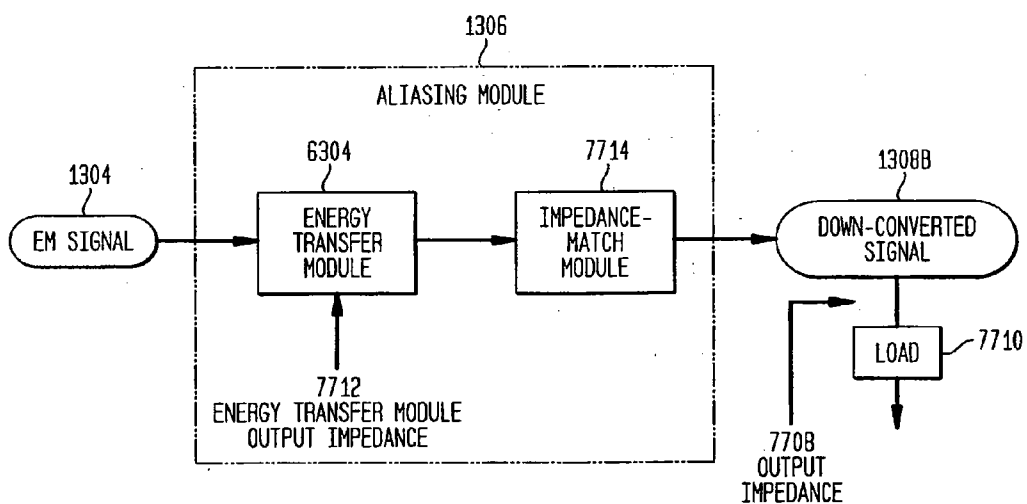 1306
ALIASING MODULE
1304
6304
7714
1308B
EM SIGNAL
ENERGY
TRANSFER
MODULE
IMPEDANCE-
MATCH
MODULE
DOWN-CONVERTED
SIGNAL
LOAD
7710
7712
ENERGY TRANSFER MODULE
OUTPUT IMPEDANCE
7708
OUTPUT
IMPEDANCE